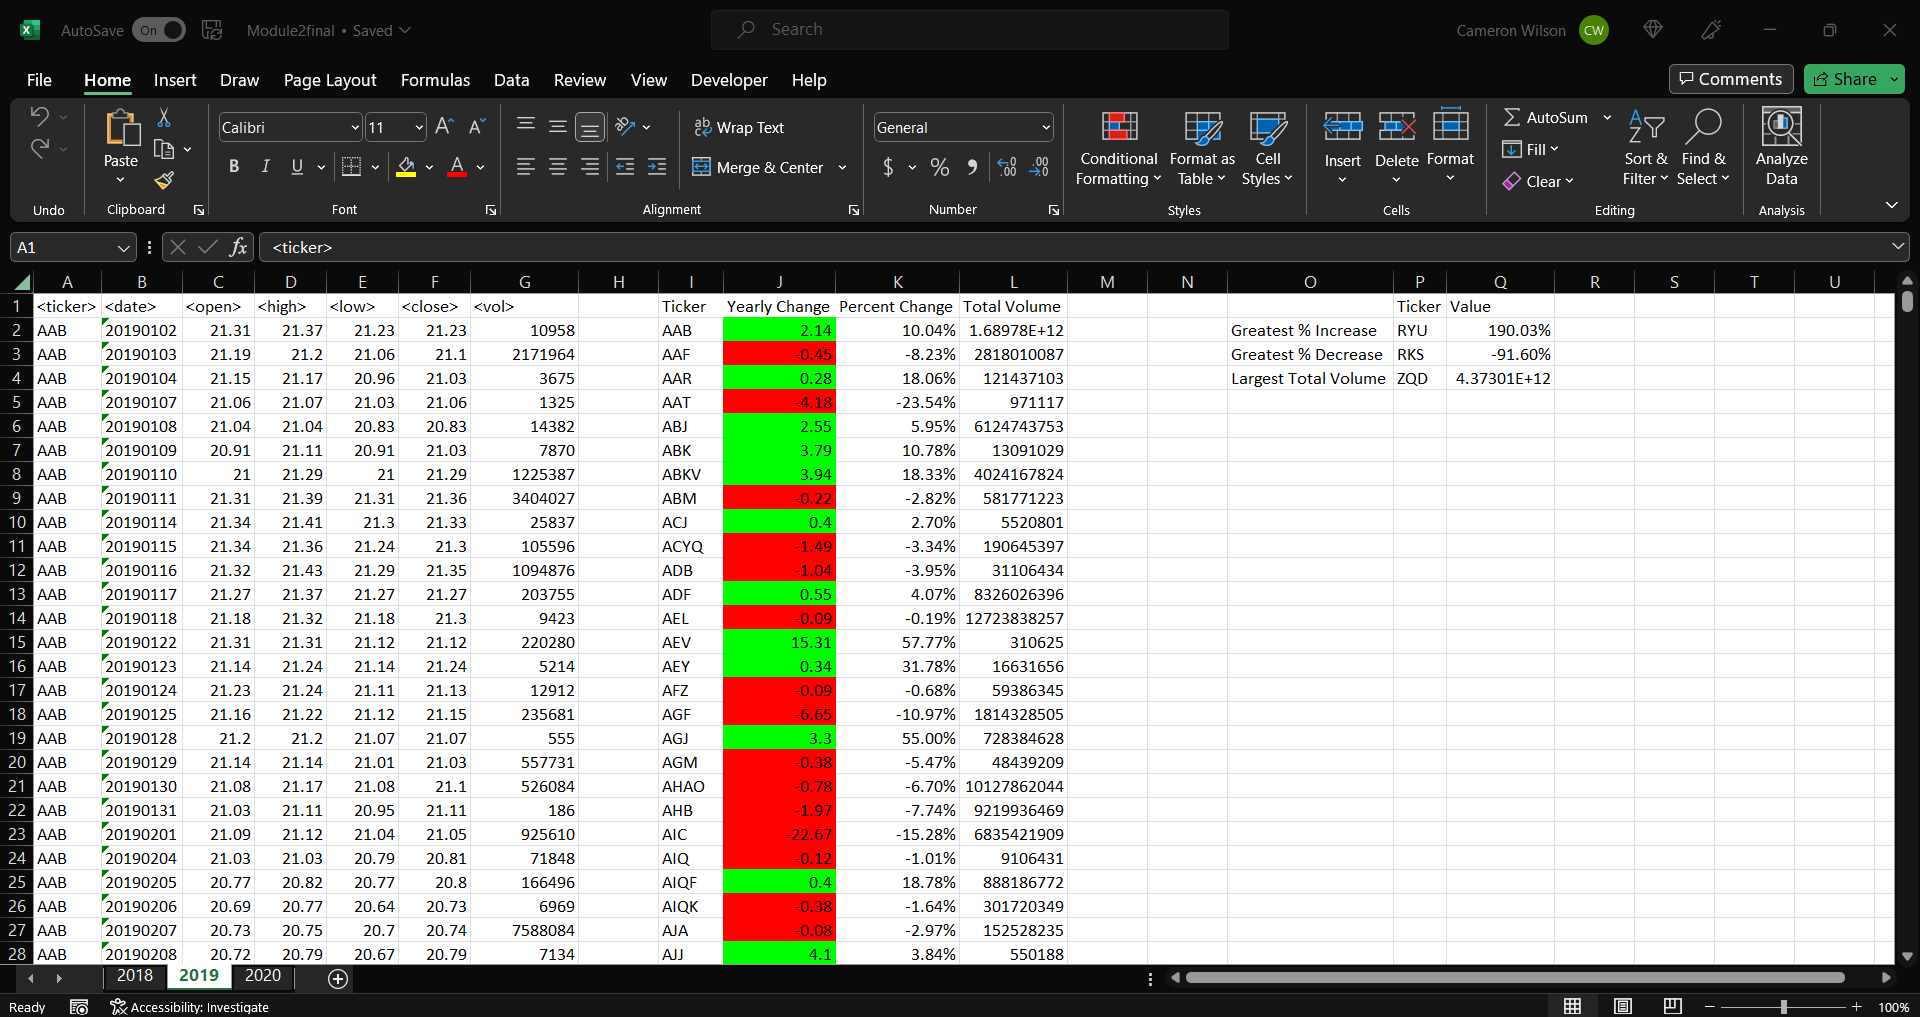 AutoSave On Module2final • Saved Search Cameron Wilson CW
File Home Insert Draw Page Layout Formulas Data Review View Developer Help Comments Share
Calibri 11 Wrap Text General AutoSum
Paste B I U A Merge & Center $ % Conditional Formatting Format as Table Cell Styles Insert Delete Format Fill Clear Sort & Filter Find & Select Analyze Data
Undo Clipboard Font Alignment Number Styles Cells Editing Analysis
A1 fx <ticker>
A B C D E F G H I J K L M N O P Q R S T U
1 <ticker> <date> <open> <high> <low> <close> <vol> Ticker Yearly Change Percent Change Total Volume Ticker Value
2 AAB 20190102 21.31 21.37 21.23 21.23 10958 AAB 2.14 10.04% 1.68978E+12 Greatest % Increase RYU 190.03%
3 AAB 20190103 21.19 21.2 21.06 21.1 2171964 AAF -0.45 -8.23% 2818010087 Greatest % Decrease RKS -91.60%
4 AAB 20190104 21.15 21.17 20.96 21.03 3675 AAR 0.28 18.06% 121437103 Largest Total Volume ZQD 4.37301E+12
5 AAB 20190107 21.06 21.07 21.03 21.06 1325 AAT -4.18 -23.54% 971117
6 AAB 20190108 21.04 21.04 20.83 20.83 14382 ABJ 2.55 5.95% 6124743753
7 AAB 20190109 20.91 21.11 20.91 21.03 7870 ABK 3.79 10.78% 13091029
8 AAB 20190110 21 21.29 21 21.29 1225387 ABKV 3.94 18.33% 4024167824
9 AAB 20190111 21.31 21.39 21.31 21.36 3404027 ABM -0.22 -2.82% 581771223
10 AAB 20190114 21.34 21.41 21.3 21.33 25837 ACJ 0.4 2.70% 5520801
11 AAB 20190115 21.34 21.36 21.24 21.3 105596 ACYQ -1.49 -3.34% 190645397
12 AAB 20190116 21.32 21.43 21.29 21.35 1094876 ADB -1.04 -3.95% 31106434
13 AAB 20190117 21.27 21.37 21.27 21.27 203755 ADF 0.55 4.07% 8326026396
14 AAB 20190118 21.18 21.32 21.18 21.3 9423 AEL -0.09 -0.19% 12723838257
15 AAB 20190122 21.31 21.31 21.12 21.12 220280 AEV 15.31 57.77% 310625
16 AAB 20190123 21.14 21.24 21.14 21.24 5214 AEY 0.34 31.78% 16631656
17 AAB 20190124 21.23 21.24 21.11 21.13 12912 AFZ -0.09 -0.68% 59386345
18 AAB 20190125 21.16 21.22 21.12 21.15 235681 AGF -6.65 -10.97% 1814328505
19 AAB 20190128 21.2 21.2 21.07 21.07 555 AGJ 3.3 55.00% 728384628
20 AAB 20190129 21.14 21.14 21.01 21.03 557731 AGM -0.38 -5.47% 48439209
21 AAB 20190130 21.08 21.17 21.08 21.1 526084 AHAO -0.78 -6.70% 10127862044
22 AAB 20190131 21.03 21.11 20.95 21.11 186 AHB -1.97 -7.74% 9219936469
23 AAB 20190201 21.09 21.12 21.04 21.05 925610 AIC -22.67 -15.28% 6835421909
24 AAB 20190204 21.03 21.03 20.79 20.81 71848 AIQ -0.12 -1.01% 9106431
25 AAB 20190205 20.77 20.82 20.77 20.8 166496 AIQF 0.4 18.78% 888186772
26 AAB 20190206 20.69 20.77 20.64 20.73 6969 AIQK -0.38 -1.64% 301720349
27 AAB 20190207 20.73 20.75 20.7 20.74 7588084 AJA -0.08 -2.97% 152528235
28 AAB 20190208 20.72 20.79 20.67 20.79 7134 AJJ 4.1 3.84% 550188
2018 2019 2020
Ready Accessibility: Investigate 100%